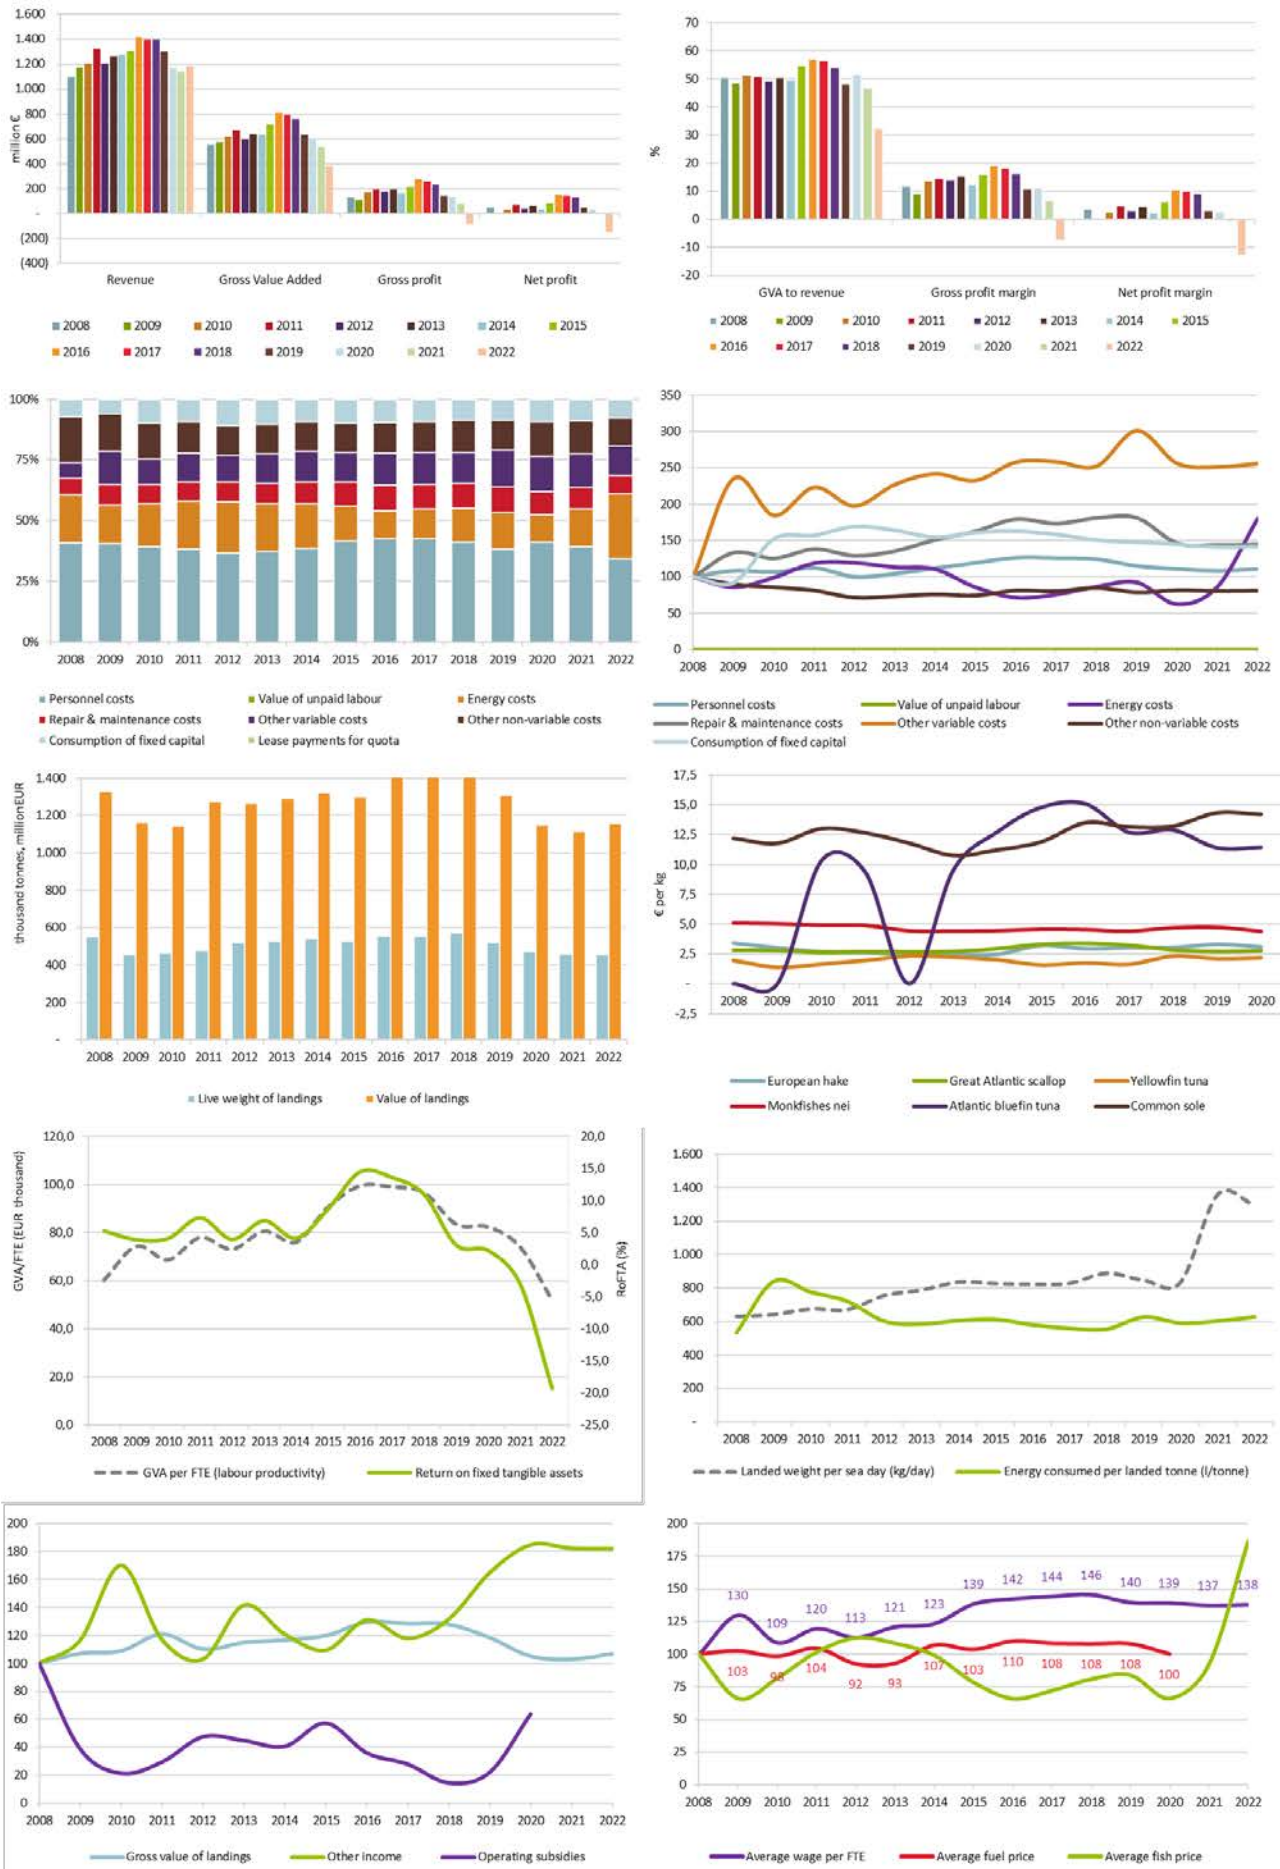 1.600
1.400
1.200
1.000
800
600
400
200
-
(200)
(400)
million €
Revenue Gross Value Added Gross profit Net profit
2008 2009 2010 2011 2012 2013 2014 2015
2016 2017 2018 2019 2020 2021 2022
70
60
50
40
30
20
10
0
-10
-20
%
GVA to revenue Gross profit margin Net profit margin
2008 2009 2010 2011 2012 2013 2014 2015
2016 2017 2018 2019 2020 2021 2022
100%
75%
50%
25%
0%
2008 2009 2010 2011 2012 2013 2014 2015 2016 2017 2018 2019 2020 2021 2022
Personnel costs Value of unpaid labour Energy costs
Repair & maintenance costs Other variable costs Other non-variable costs
Consumption of fixed capital Lease payments for quota
350
300
250
200
150
100
50
0
2008 2009 2010 2011 2012 2013 2014 2015 2016 2017 2018 2019 2020 2021 2022
Personnel costs Value of unpaid labour Energy costs
Repair & maintenance costs Other variable costs Other non-variable costs
Consumption of fixed capital
1.400
1.200
1.000
800
600
400
200
-
thousand tonnes, millionEUR
2008 2009 2010 2011 2012 2013 2014 2015 2016 2017 2018 2019 2020 2021 2022
Live weight of landings Value of landings
17,5
15,0
12,5
10,0
7,5
5,0
2,5
-
-2,5
€ per kg
2008 2009 2010 2011 2012 2013 2014 2015 2016 2017 2018 2019 2020
European hake Great Atlantic scallop Yellowfin tuna
Monkfishes nei Atlantic bluefin tuna Common sole
120,0
100,0
80,0
60,0
40,0
20,0
0,0
GVA/FTE (EUR thousand)
20,0
15,0
10,0
5,0
0,0
-5,0
-10,0
-15,0
-20,0
-25,0
RoFTA (%)
2008 2009 2010 2011 2012 2013 2014 2015 2016 2017 2018 2019 2020 2021 2022
GVA per FTE (labour productivity) Return on fixed tangible assets
1.600
1.400
1.200
1.000
800
600
400
200
-
2008 2009 2010 2011 2012 2013 2014 2015 2016 2017 2018 2019 2020 2021 2022
Landed weight per sea day (kg/day) Energy consumed per landed tonne (l/tonne)
200
180
160
140
120
100
80
60
40
20
0
2008 2009 2010 2011 2012 2013 2014 2015 2016 2017 2018 2019 2020 2021 2022
Gross value of landings Other income Operating subsidies
200
175
150
125
100
75
50
25
0
130 109 120 113 121 123 139 142 144 146 140 139 137 138
103 98 104 92 93 107 103 110 108 108 108 100
2008 2009 2010 2011 2012 2013 2014 2015 2016 2017 2018 2019 2020 2021 2022
Average wage per FTE Average fuel price Average fish price